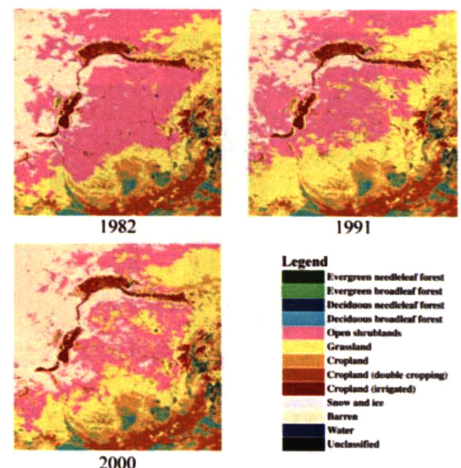 1982
1991
2000
Legend
Evergreen needleleaf forest
Evergreen broadleaf forest
Deciduous needleleaf forest
Deciduous broadleaf forest
Open shrublands
Grassland
Cropland
Cropland (double cropping)
Cropland (irrigated)
Snow and ice
Barren
Water
Unclassified